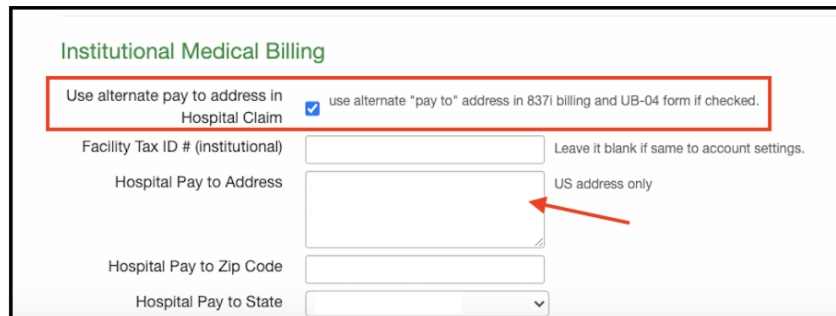 Institutional Medical Billing
Use alternate pay to address in
Hospital Claim
use alternate "pay to" address in 837i billing and UB-04 form if checked.
Facility Tax ID # (institutional)
Leave it blank if same to account settings.
Hospital Pay to Address
US address only
Hospital Pay to Zip Code
Hospital Pay to State